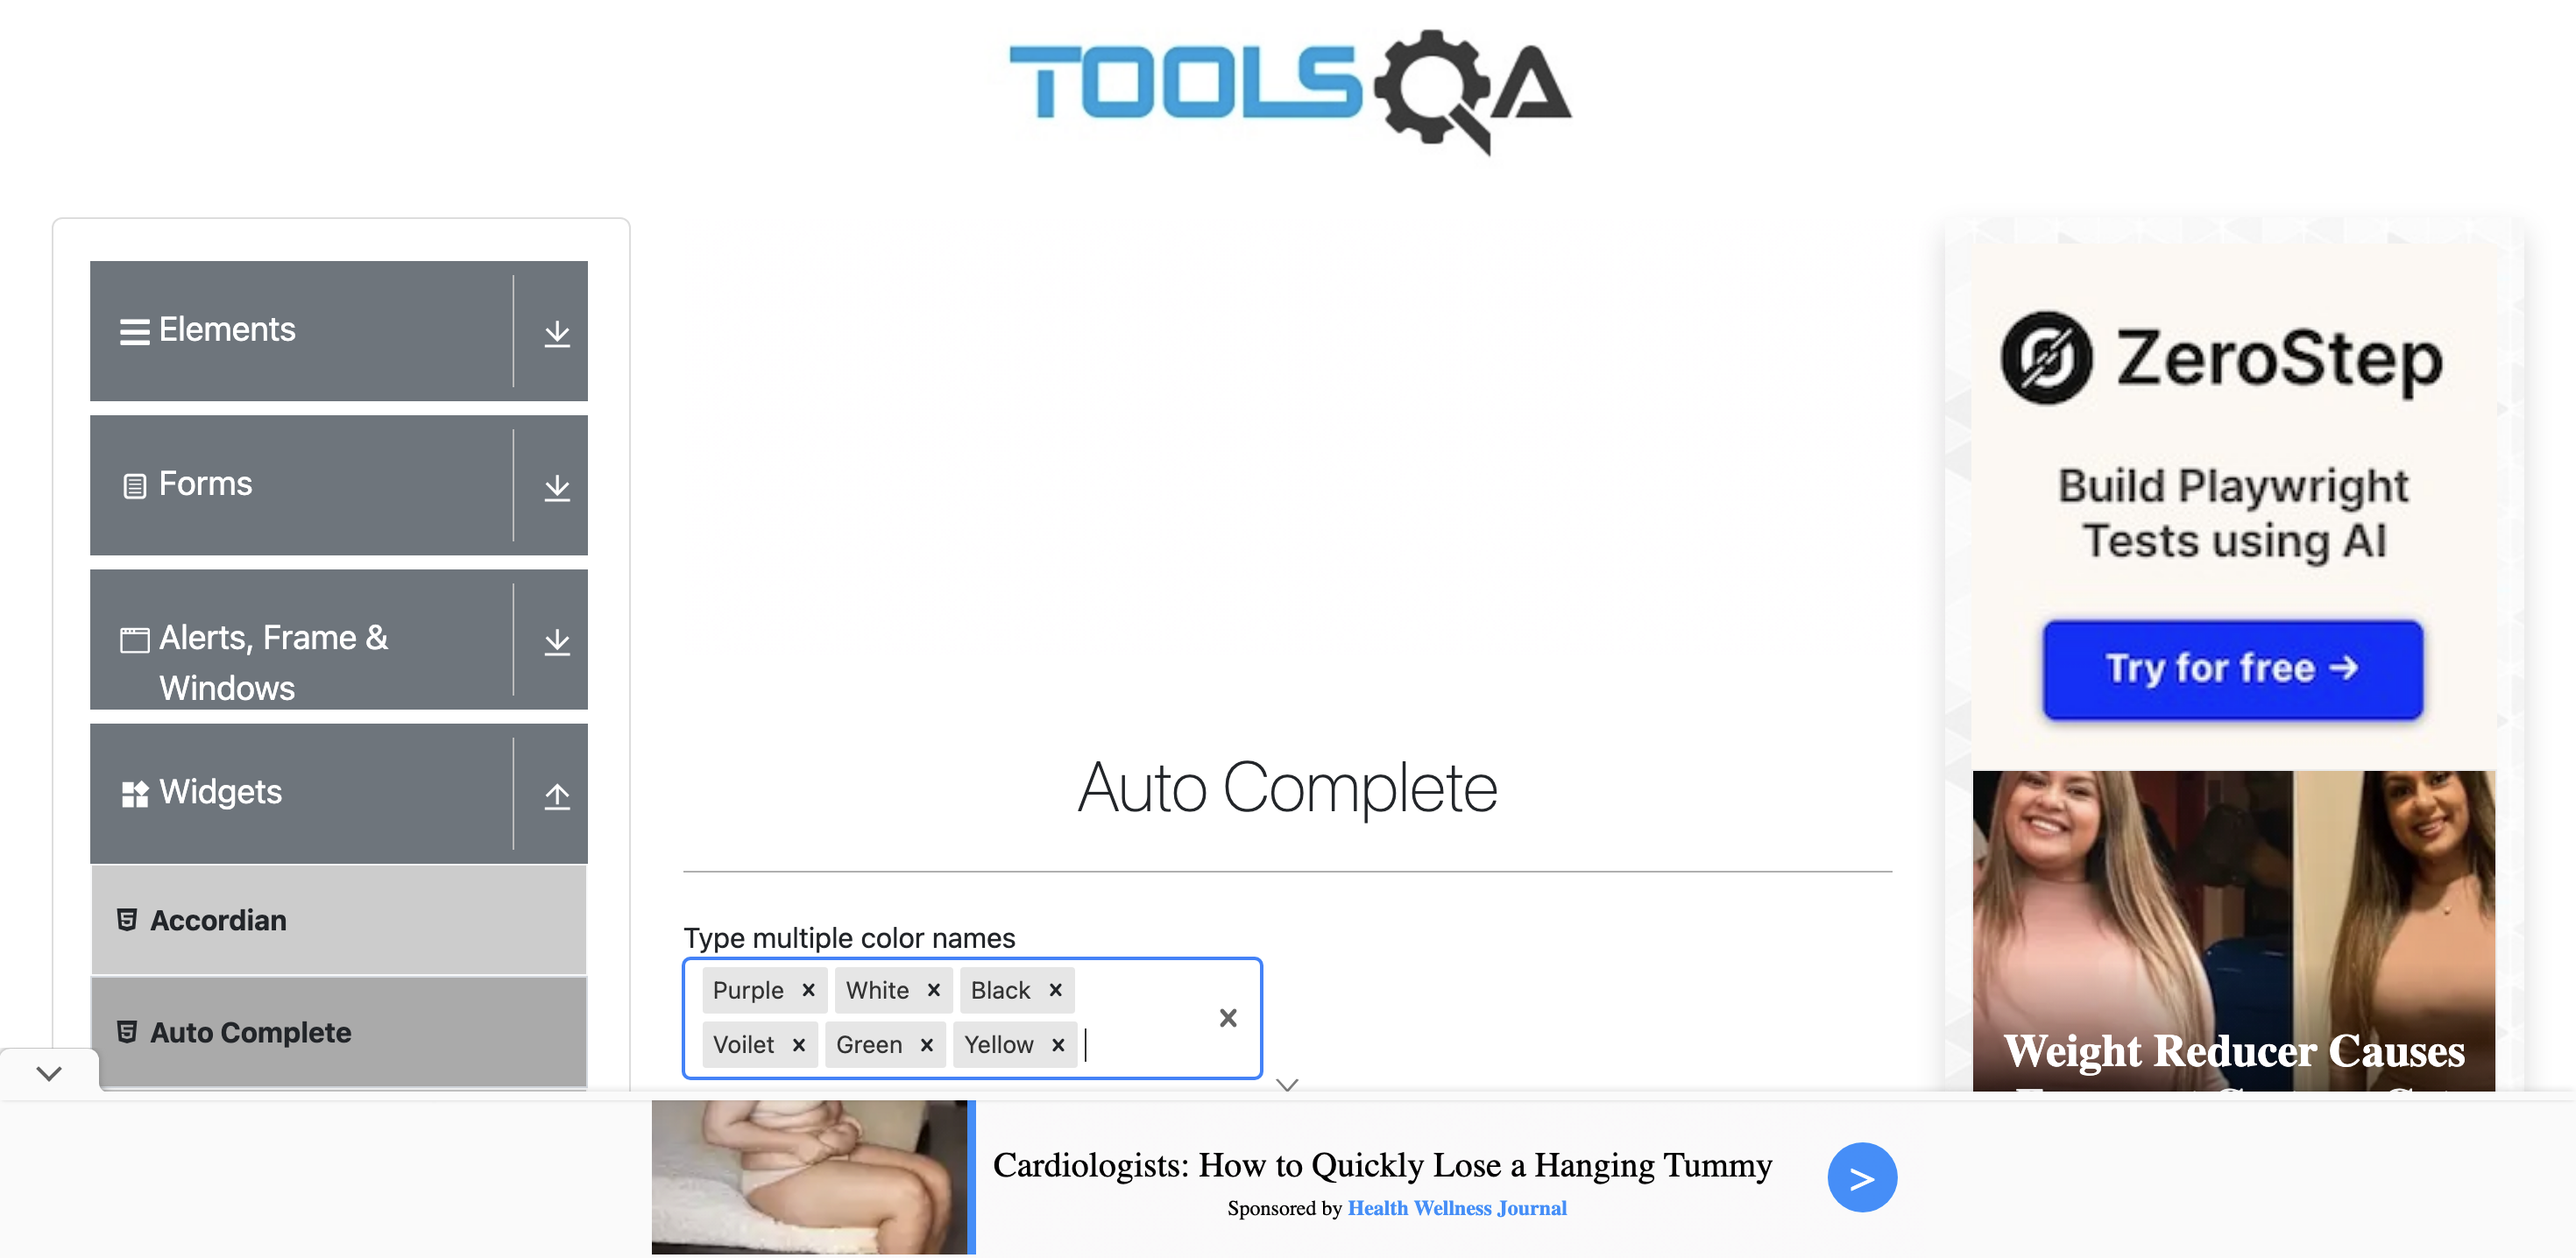 TOOLSQA
Elements
Forms
Alerts, Frame &
Windows
Widgets
Accordian
Auto Complete
Auto Complete
Type multiple color names
Purple × White × Black ×
Voilet × Green × Yellow ×
ZeroStep
Build Playwright
Tests using AI
Try for free →
Weight Reducer Causes
Cardiologists: How to Quickly Lose a Hanging Tummy
Sponsored by Health Wellness Journal
>